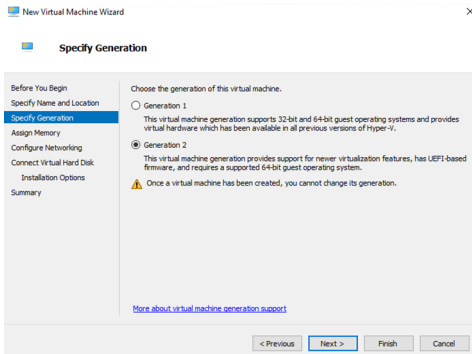 New Virtual Machine Wizard
Specify Generation
Before You Begin
Specify Name and Location
Specify Generation
Assign Memory
Configure Networking
Connect Virtual Hard Disk
Installation Options
Summary
Choose the generation of this virtual machine.
Generation 1
This virtual machine generation supports 32-bit and 64-bit guest operating systems and provides
virtual hardware which has been available in all previous versions of Hyper-V.
Generation 2
This virtual machine generation provides support for newer virtualization features, has UEFI-based
firmware, and requires a supported 64-bit guest operating system.
Once a virtual machine has been created, you cannot change its generation.
More about virtual machine generation support
< Previous
Next >
Finish
Cancel